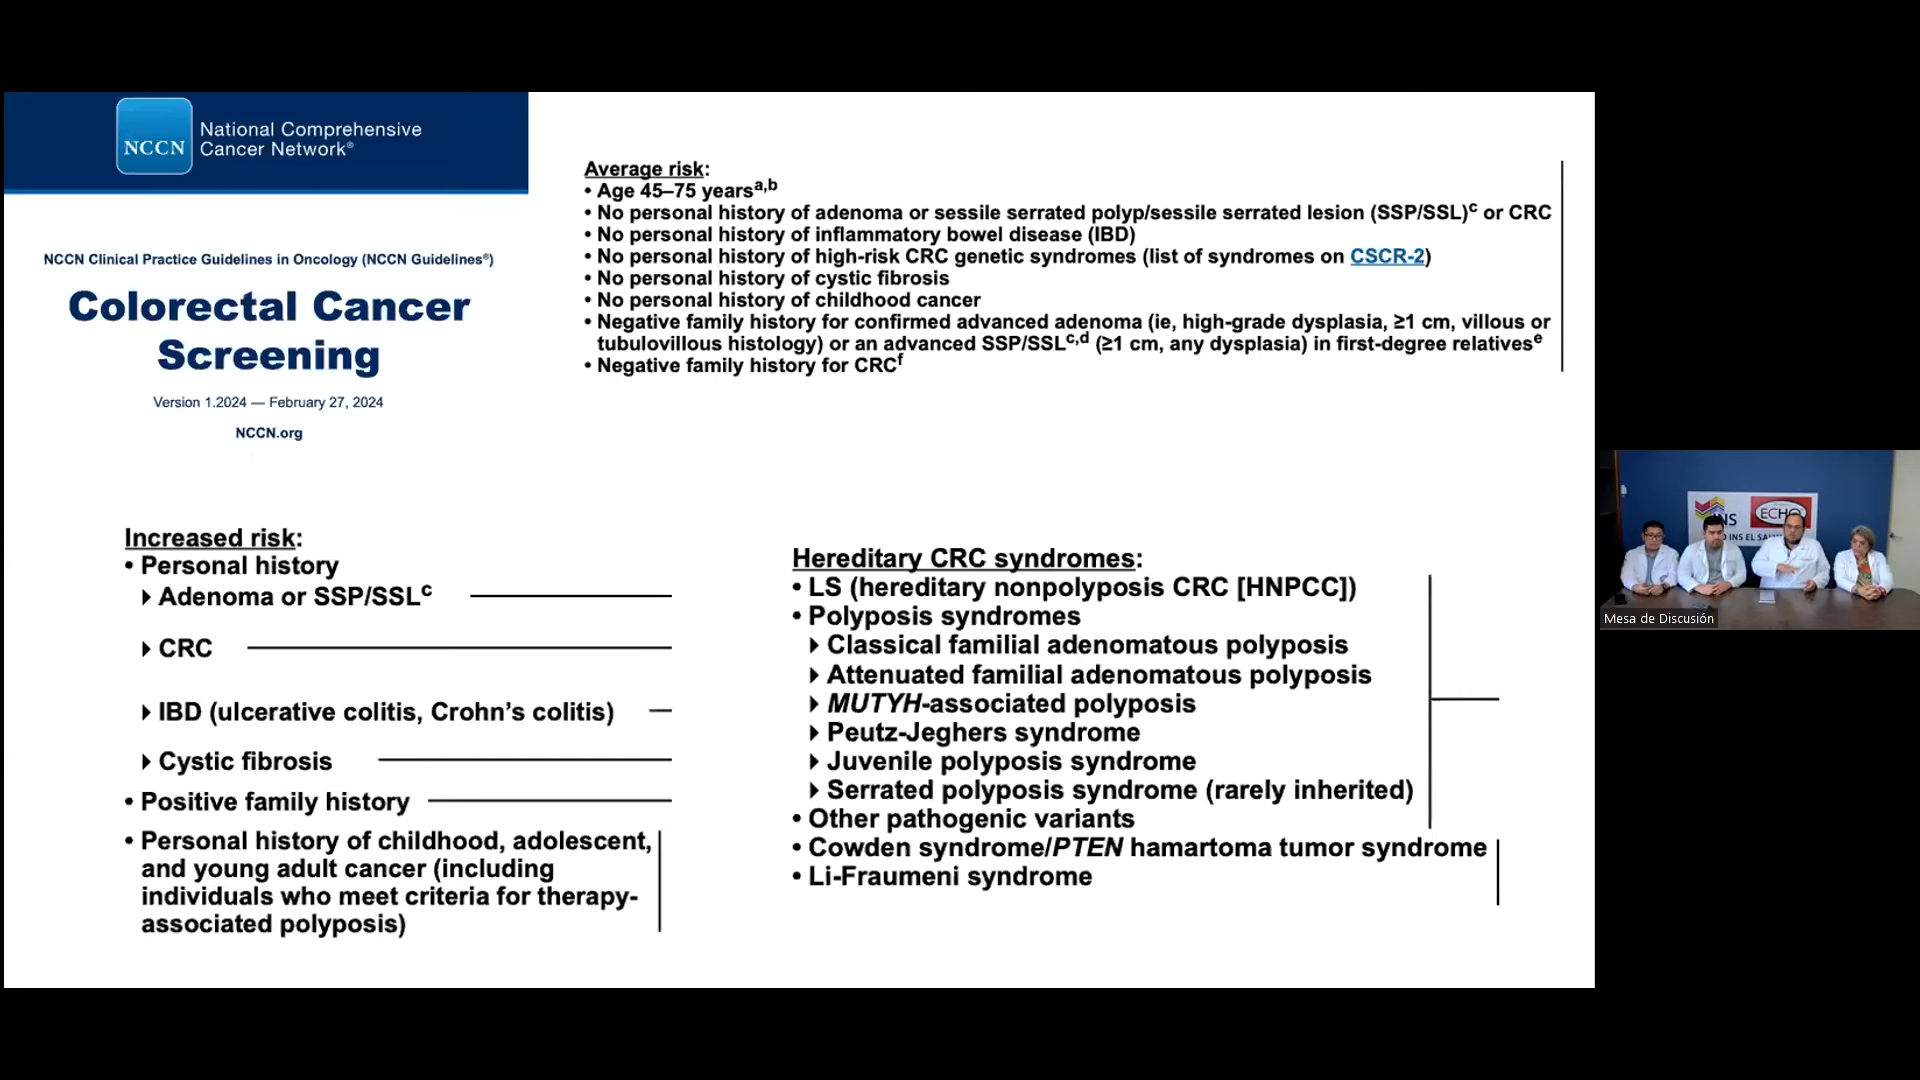 NCCN
National Comprehensive
Cancer Network®
NCCN Clinical Practice Guidelines in Oncology (NCCN Guidelines®)
Colorectal Cancer
Screening
Version 1.2024 — February 27, 2024
NCCN.org
Average risk:
• Age 45–75 yearsa,b
• No personal history of adenoma or sessile serrated polyp/sessile serrated lesion (SSP/SSL)c or CRC
• No personal history of inflammatory bowel disease (IBD)
• No personal history of high-risk CRC genetic syndromes (list of syndromes on CSCR-2)
• No personal history of cystic fibrosis
• No personal history of childhood cancer
• Negative family history for confirmed advanced adenoma (ie, high-grade dysplasia, ≥1 cm, villous or
tubulovillous histology) or an advanced SSP/SSLc,d (≥1 cm, any dysplasia) in first-degree relativese
• Negative family history for CRCf
Increased risk:
• Personal history
Adenoma or SSP/SSLc
CRC
IBD (ulcerative colitis, Crohn's colitis)
Cystic fibrosis
• Positive family history
• Personal history of childhood, adolescent,
and young adult cancer (including
individuals who meet criteria for therapy-
associated polyposis)
Hereditary CRC syndromes:
• LS (hereditary nonpolyposis CRC [HNPCC])
• Polyposis syndromes
Classical familial adenomatous polyposis
Attenuated familial adenomatous polyposis
MUTYH-associated polyposis
Peutz-Jeghers syndrome
Juvenile polyposis syndrome
Serrated polyposis syndrome (rarely inherited)
• Other pathogenic variants
• Cowden syndrome/PTEN hamartoma tumor syndrome
• Li-Fraumeni syndrome
INS
ECHO
INS EL
Mesa de Discusión